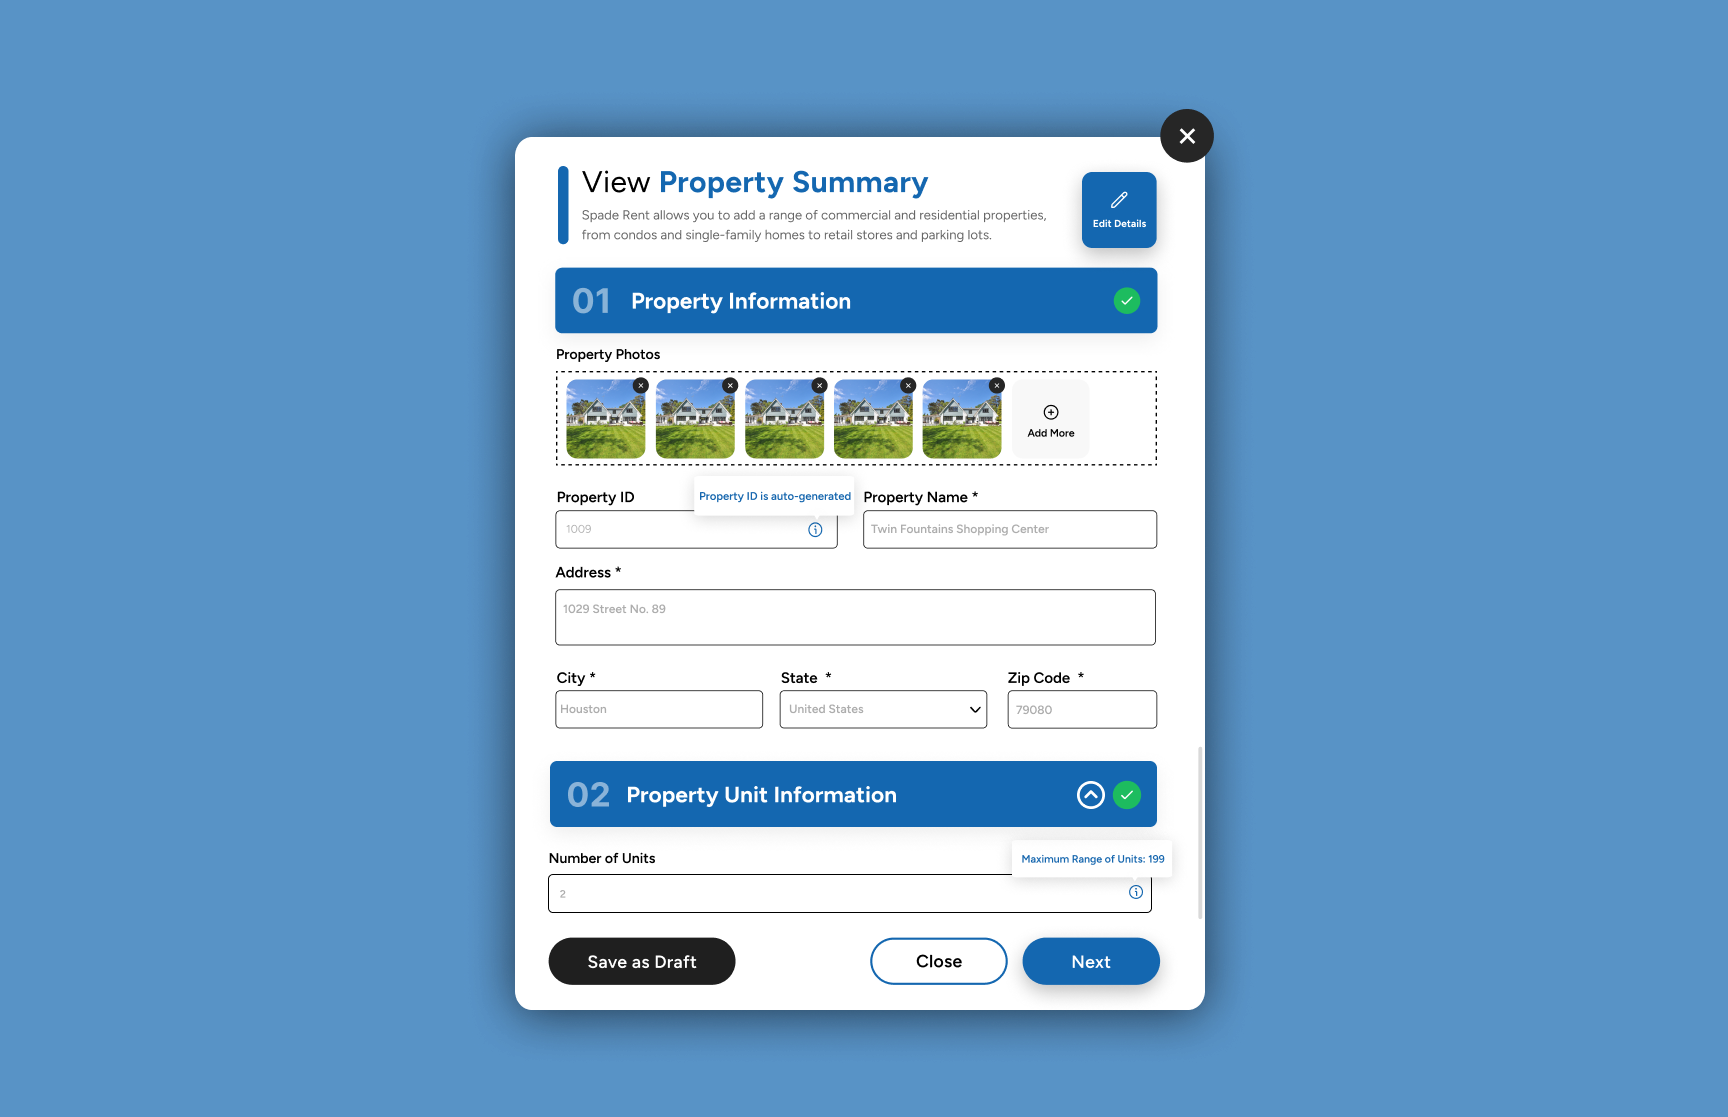 View Property Summary
Spade Rent allows you to add a range of commercial and residential properties,
from condos and single-family homes to retail stores and parking lots.
Edit Details
01 Property Information
Property Photos
Add More
Property ID
Property ID is auto-generated
Property Name *
1009
Twin Fountains Shopping Center
Address *
1029 Street No. 89
City *
State *
Zip Code *
Houston
United States
79080
02 Property Unit Information
Number of Units
Maximum Range of Units: 199
2
Save as Draft
Close
Next